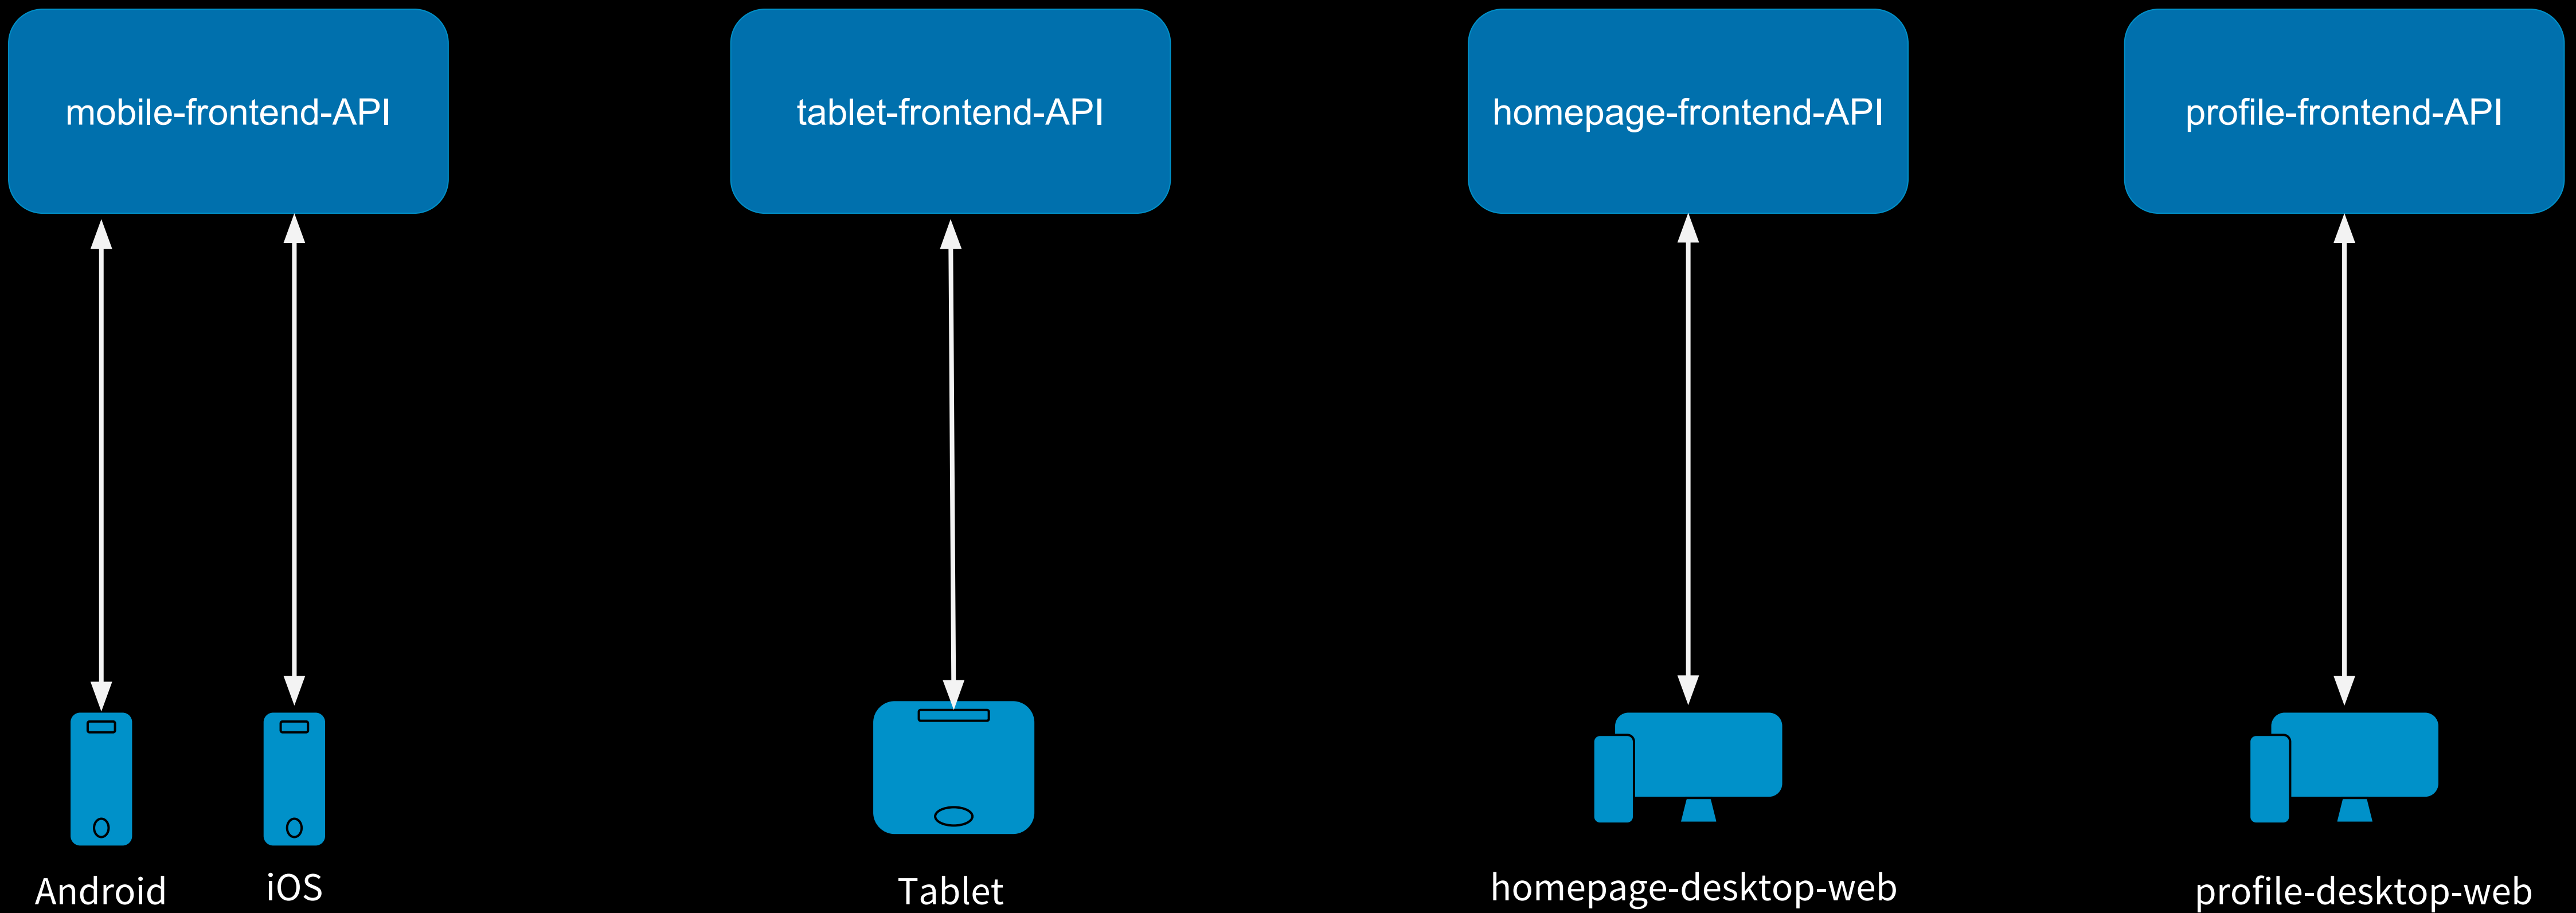 mobile-frontend-API
tablet-frontend-API
homepage-frontend-API
profile-frontend-API
Android
iOS
Tablet
homepage-desktop-web
profile-desktop-web